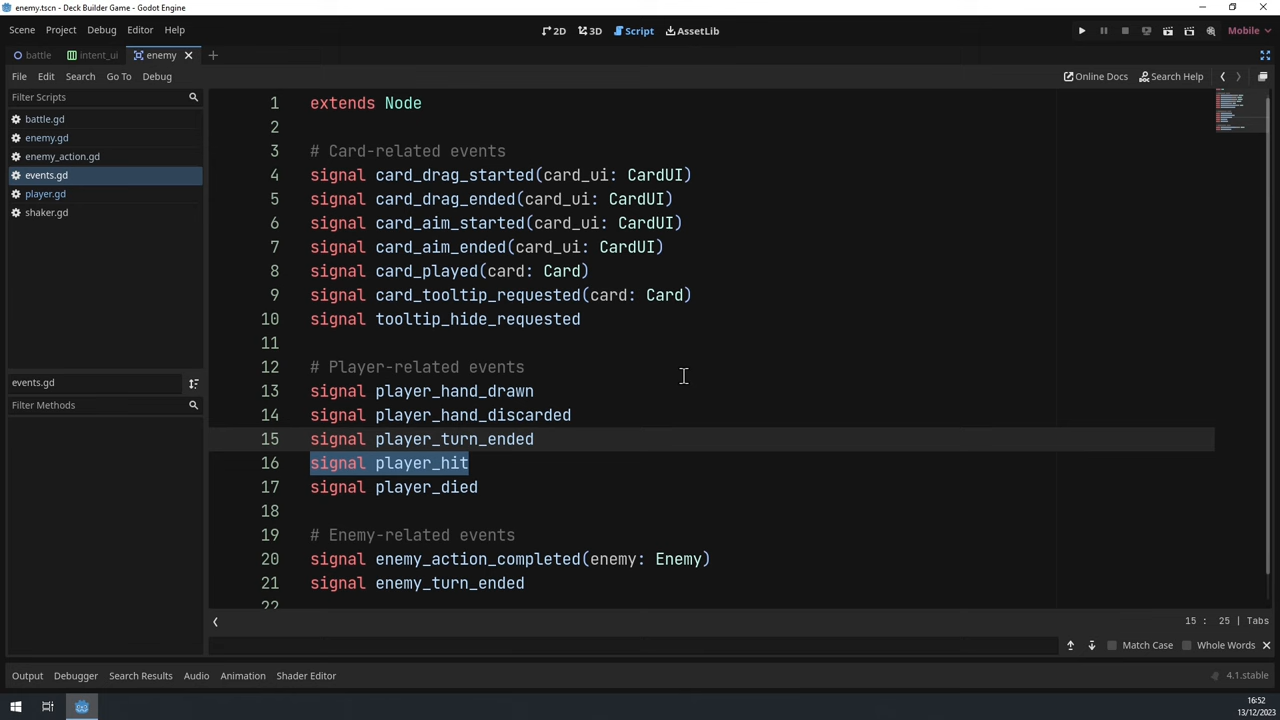 enemy.tscn - Deck Builder Game - Godot Engine
Scene Project Debug Editor Help
2D 3D Script AssetLib
Mobile
battle intent_ui enemy
File Edit Search Go To Debug
Online Docs Search Help
Filter Scripts
battle.gd
enemy.gd
enemy_action.gd
events.gd
player.gd
shaker.gd
events.gd
Filter Methods
1 extends Node
2
3 # Card-related events
4 signal card_drag_started(card_ui: CardUI)
5 signal card_drag_ended(card_ui: CardUI)
6 signal card_aim_started(card_ui: CardUI)
7 signal card_aim_ended(card_ui: CardUI)
8 signal card_played(card: Card)
9 signal card_tooltip_requested(card: Card)
10 signal tooltip_hide_requested
11
12 # Player-related events
13 signal player_hand_drawn
14 signal player_hand_discarded
15 signal player_turn_ended
16 signal player_hit
17 signal player_died
18
19 # Enemy-related events
20 signal enemy_action_completed(enemy: Enemy)
21 signal enemy_turn_ended
22
15 : 25 | Tabs
Match Case Whole Words
Output Debugger Search Results Audio Animation Shader Editor
4.1.stable
16:52
13/12/2023